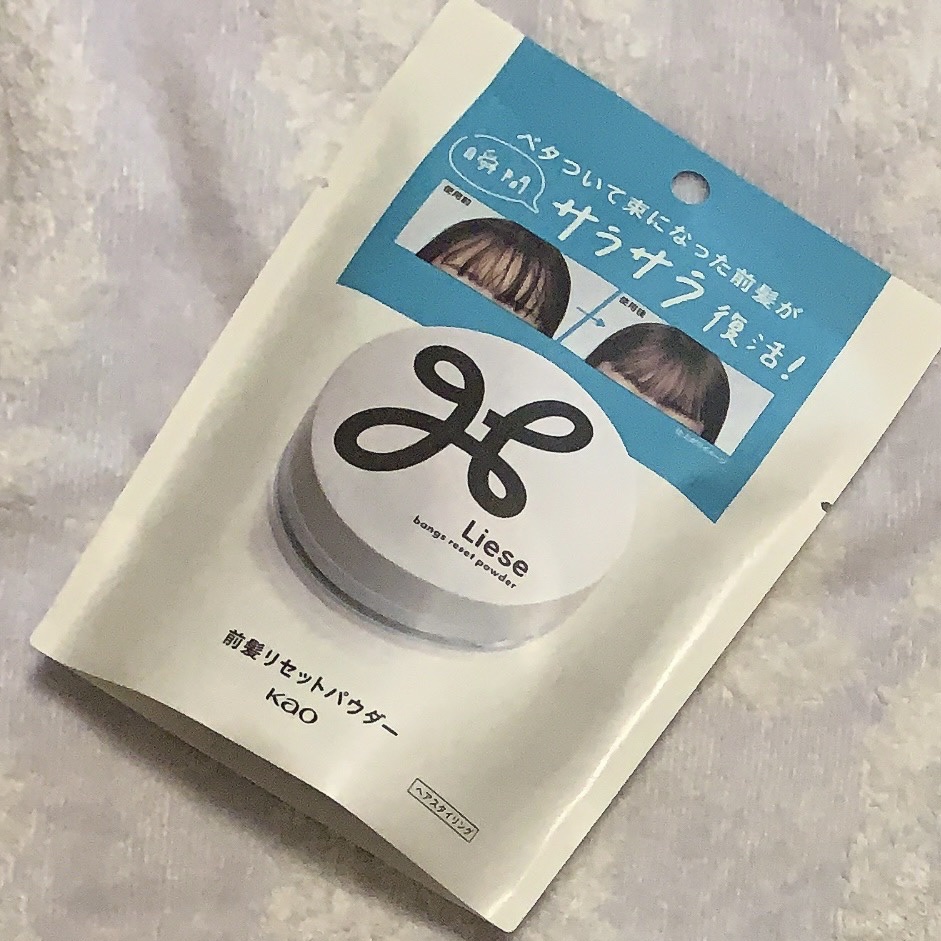 ベタついて束になった前髪が
瞬間
サラサラ復活!
使用前
使用後
Liese
bangs reset powder
前髪リセットパウダー
Kao
ヘアスタイリング